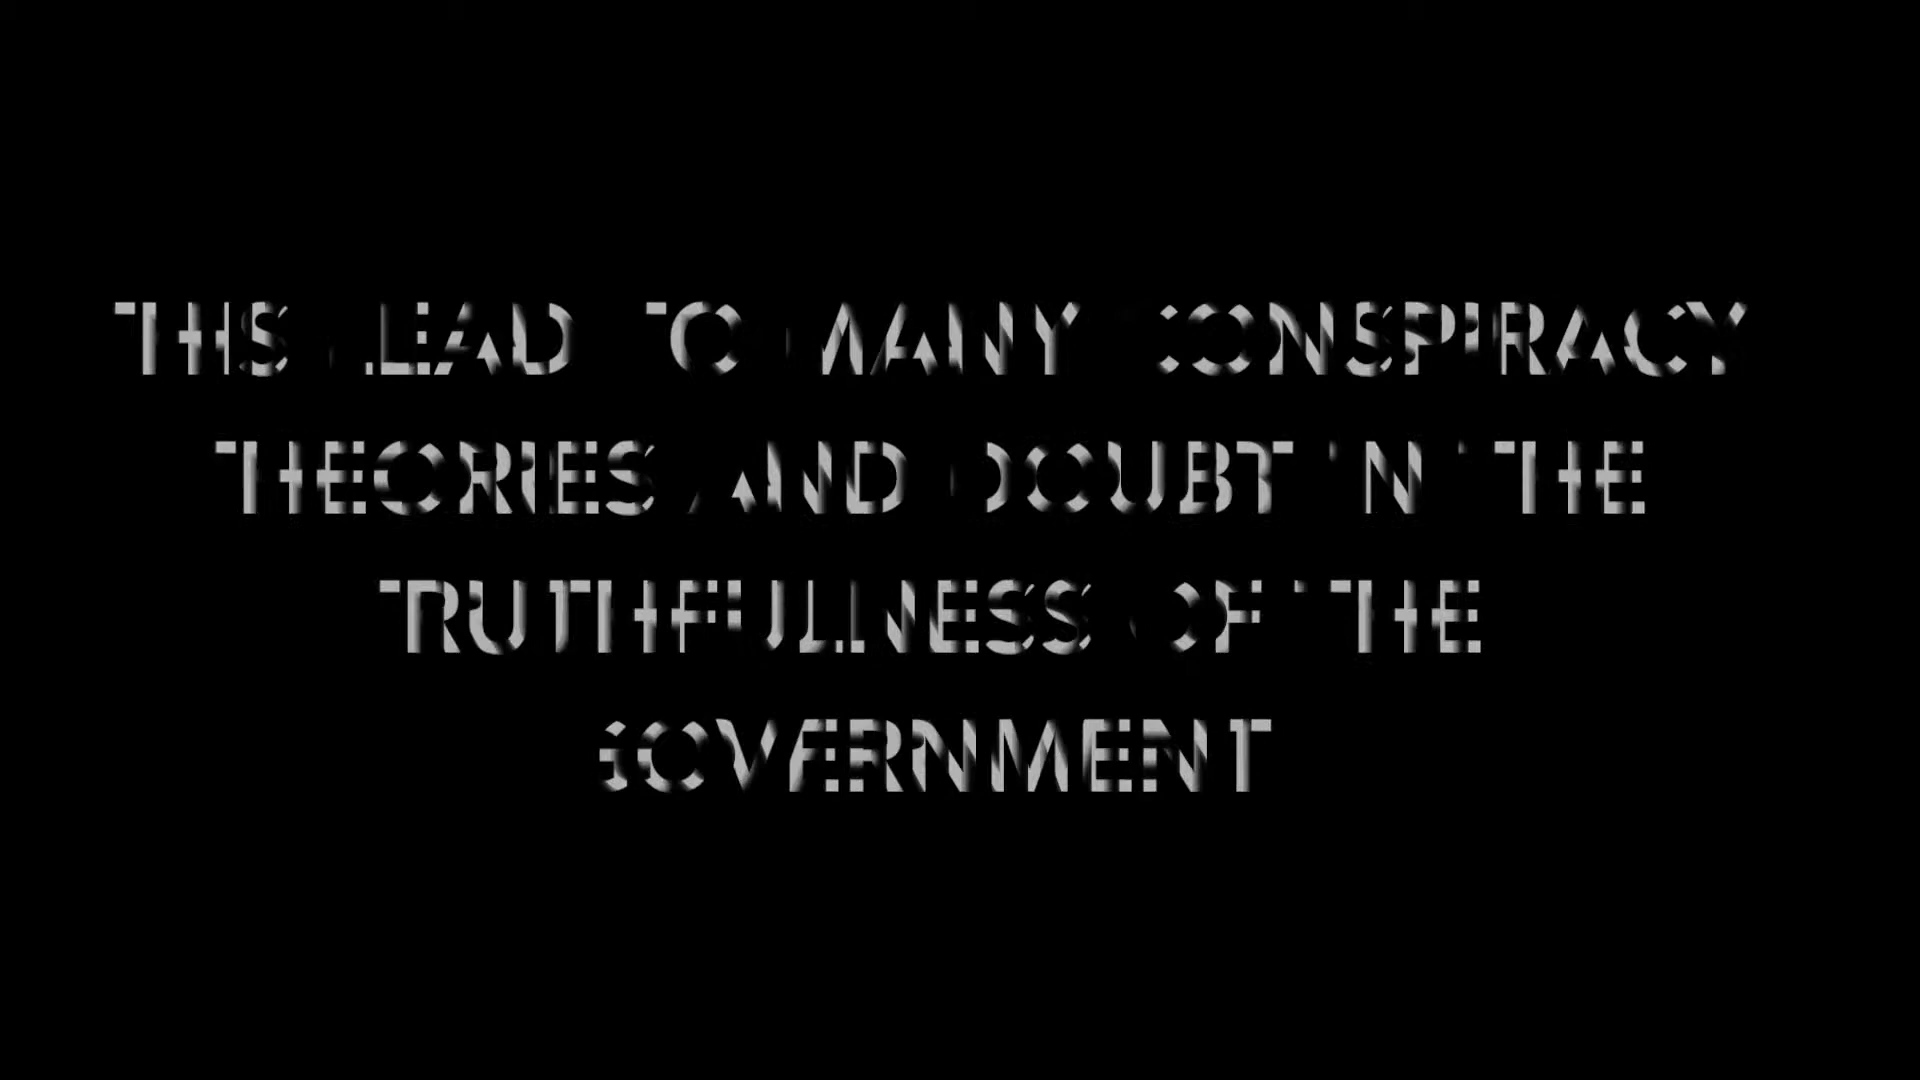 THIS LEAD TO MANY CONSPIRACY
THEORIES AND DOUBT IN THE
TRUTHFULLNESS OF THE
GOVERNMENT